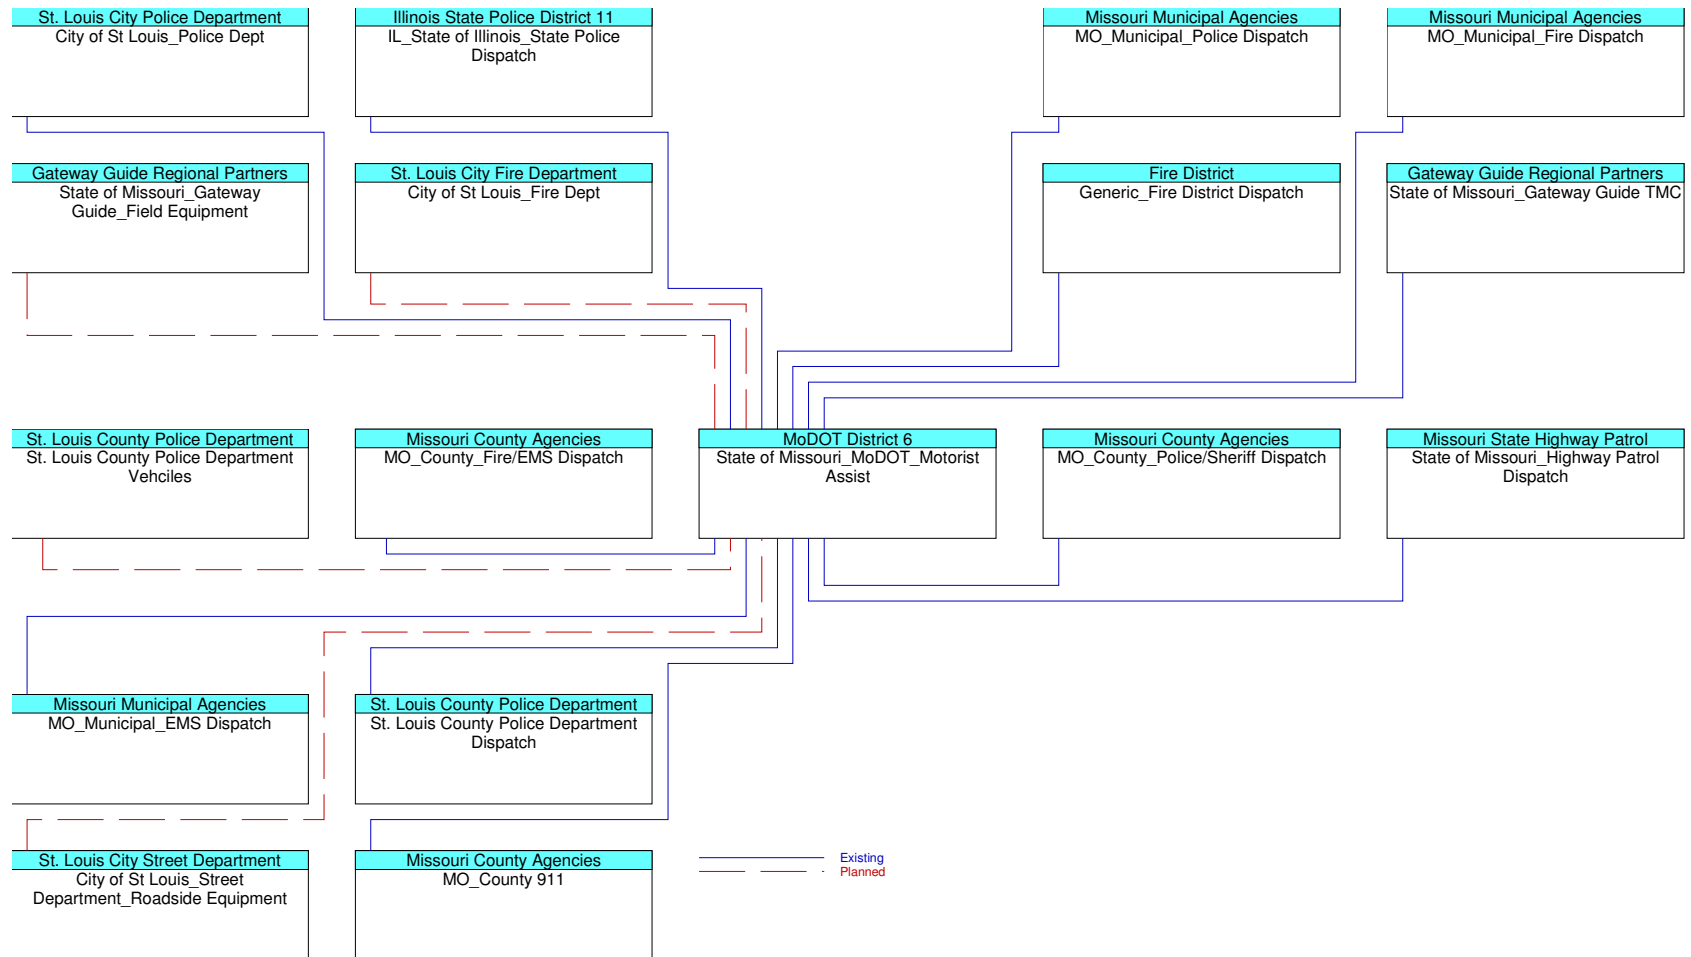 St. Louis City Police Department
City of St Louis_Police Dept
Illinois State Police District 11
IL_State of Illinois_State Police
Dispatch
Missouri Municipal Agencies
MO_Municipal_Police Dispatch
Missouri Municipal Agencies
MO_Municipal_Fire Dispatch
Gateway Guide Regional Partners
State of Missouri_Gateway
Guide_Field Equipment
St. Louis City Fire Department
City of St Louis_Fire Dept
Fire District
Generic_Fire District Dispatch
Gateway Guide Regional Partners
State of Missouri_Gateway Guide TMC
St. Louis County Police Department
St. Louis County Police Department
Vehciles
Missouri County Agencies
MO_County_Fire/EMS Dispatch
MoDOT District 6
State of Missouri_MoDOT_Motorist
Assist
Missouri County Agencies
MO_County_Police/Sheriff Dispatch
Missouri State Highway Patrol
State of Missouri_Highway Patrol
Dispatch
Missouri Municipal Agencies
MO_Municipal_EMS Dispatch
St. Louis County Police Department
St. Louis County Police Department
Dispatch
St. Louis City Street Department
City of St Louis_Street
Department_Roadside Equipment
Missouri County Agencies
MO_County 911
Existing
Planned